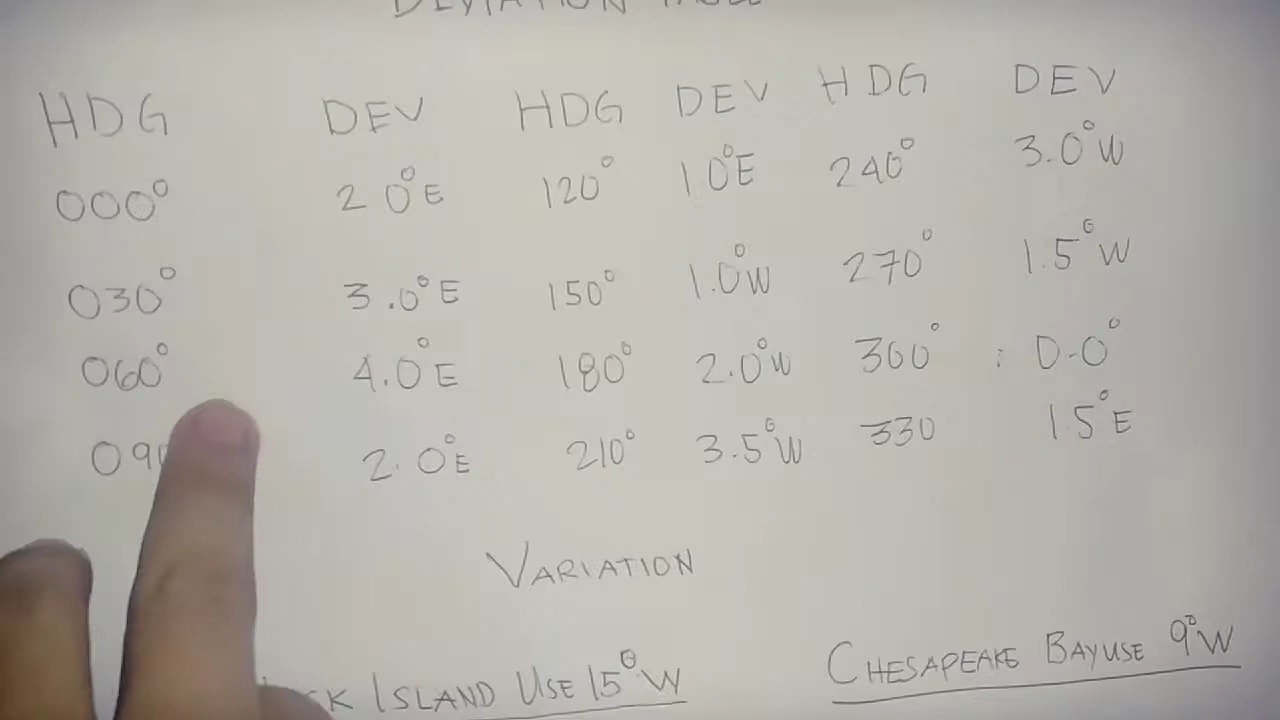 DEVIATION TABLE
HDG DEV HDG DEV HDG DEV
000° 2 0°E 120° 1 0°E 240° 3.0°W
030° 3.0°E 150° 1.0°W 270° 1.5°W
060° 4.0°E 180° 2.0°W 300° : 0-0°
2.0°E 210° 3.5°W 330 1.5°E
VARIATION
ISLAND USE 15°W CHESAPEAKE BAY USE 9°W